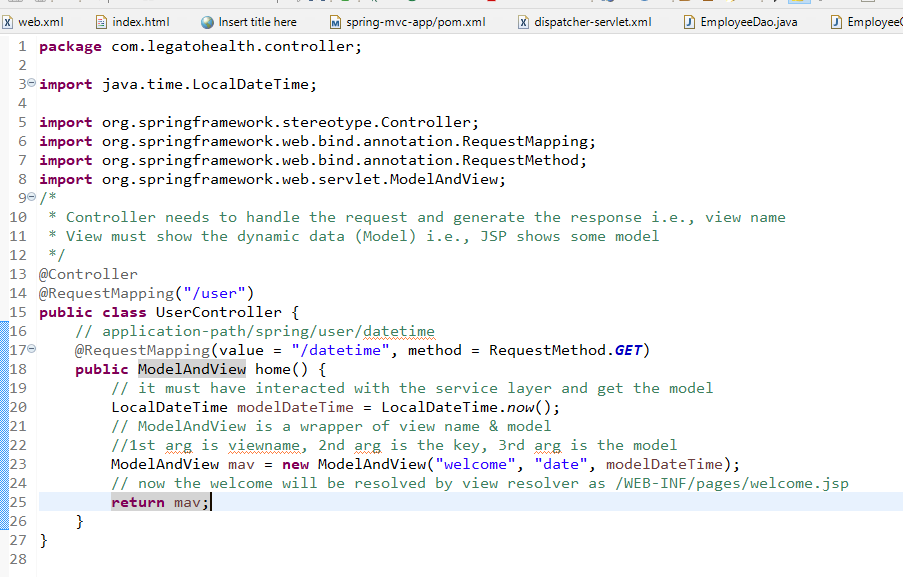 web.xml index.html Insert title here spring-mvc-app/pom.xml dispatcher-servlet.xml EmployeeDao.java
1 package com.legatohealth.controller;
2
3 import java.time.LocalDateTime;
4
5 import org.springframework.stereotype.Controller;
6 import org.springframework.web.bind.annotation.RequestMapping;
7 import org.springframework.web.bind.annotation.RequestMethod;
8 import org.springframework.web.servlet.ModelAndView;
9 /*
10  * Controller needs to handle the request and generate the response i.e., view name
11  * View must show the dynamic data (Model) i.e., JSP shows some model
12  */
13 @Controller
14 @RequestMapping("/user")
15 public class UserController {
16     // application-path/spring/user/datetime
17     @RequestMapping(value = "/datetime", method = RequestMethod.GET)
18     public ModelAndView home() {
19         // it must have interacted with the service layer and get the model
20         LocalDateTime modelDateTime = LocalDateTime.now();
21         // ModelAndView is a wrapper of view name & model
22         //1st arg is viewname, 2nd arg is the key, 3rd arg is the model
23         ModelAndView mav = new ModelAndView("welcome", "date", modelDateTime);
24         // now the welcome will be resolved by view resolver as /WEB-INF/pages/welcome.jsp
25         return mav;
26     }
27 }
28